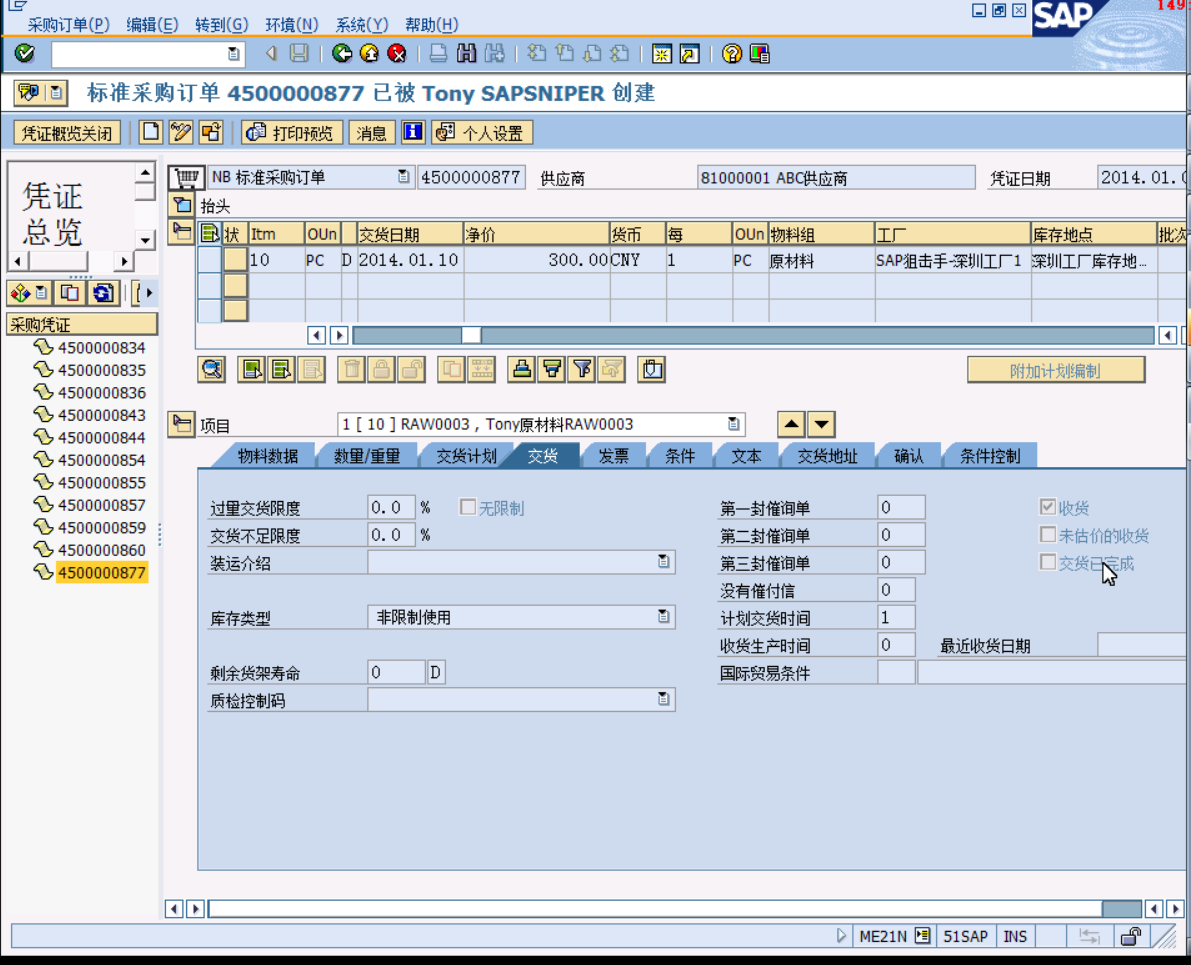 149
采购订单(P) 编辑(E) 转到(G) 环境(N) 系统(Y) 帮助(H)
SAP
标准采购订单 4500000877 已被 Tony SAPSNIPER 创建
凭证概览关闭 打印预览 消息 个人设置
凭证
总览
NB 标准采购订单 4500000877 供应商 81000001 ABC供应商 凭证日期 2014.01.
抬头
状 Itm OUn 交货日期 净价 货币 每 OUn 物料组 工厂 库存地点 批次
10 PC D 2014.01.10 300.00 CNY 1 PC 原材料 SAP狙击手-深圳工厂1 深圳工厂库存地...
采购凭证
4500000834
4500000835
4500000836
4500000843
4500000844
4500000854
4500000855
4500000857
4500000859
4500000860
4500000877
附加计划编制
项目 1 [ 10 ] RAW0003 , Tony原材料RAW0003
物料数据 数量/重量 交货计划 交货 发票 条件 文本 交货地址 确认 条件控制
过量交货限度 0.0 % 无限制 第一封催询单 0 收货
交货不足限度 0.0 % 第二封催询单 0 未估价的收货
装运介绍 第三封催询单 0 交货已完成
没有催付信 0
库存类型 非限制使用 计划交货时间 1
收货生产时间 0 最近收货日期
剩余货架寿命 0 D 国际贸易条件
质检控制码
ME21N 51SAP INS